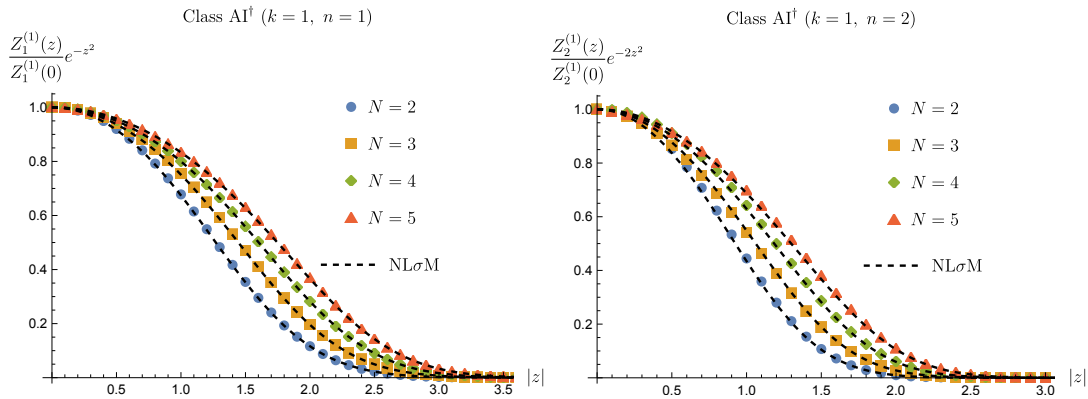 Class AI† (k = 1, n = 1)
Z₁⁽¹⁾(z)/Z₁⁽¹⁾(0) e^{−z²}
N = 2
N = 3
N = 4
N = 5
NLσM
1.0
0.8
0.6
0.4
0.2
0.5 1.0 1.5 2.0 2.5 3.0 3.5
|z|
Class AI† (k = 1, n = 2)
Z₂⁽¹⁾(z)/Z₂⁽¹⁾(0) e^{−2z²}
N = 2
N = 3
N = 4
N = 5
NLσM
1.0
0.8
0.6
0.4
0.2
0.5 1.0 1.5 2.0 2.5 3.0
|z|